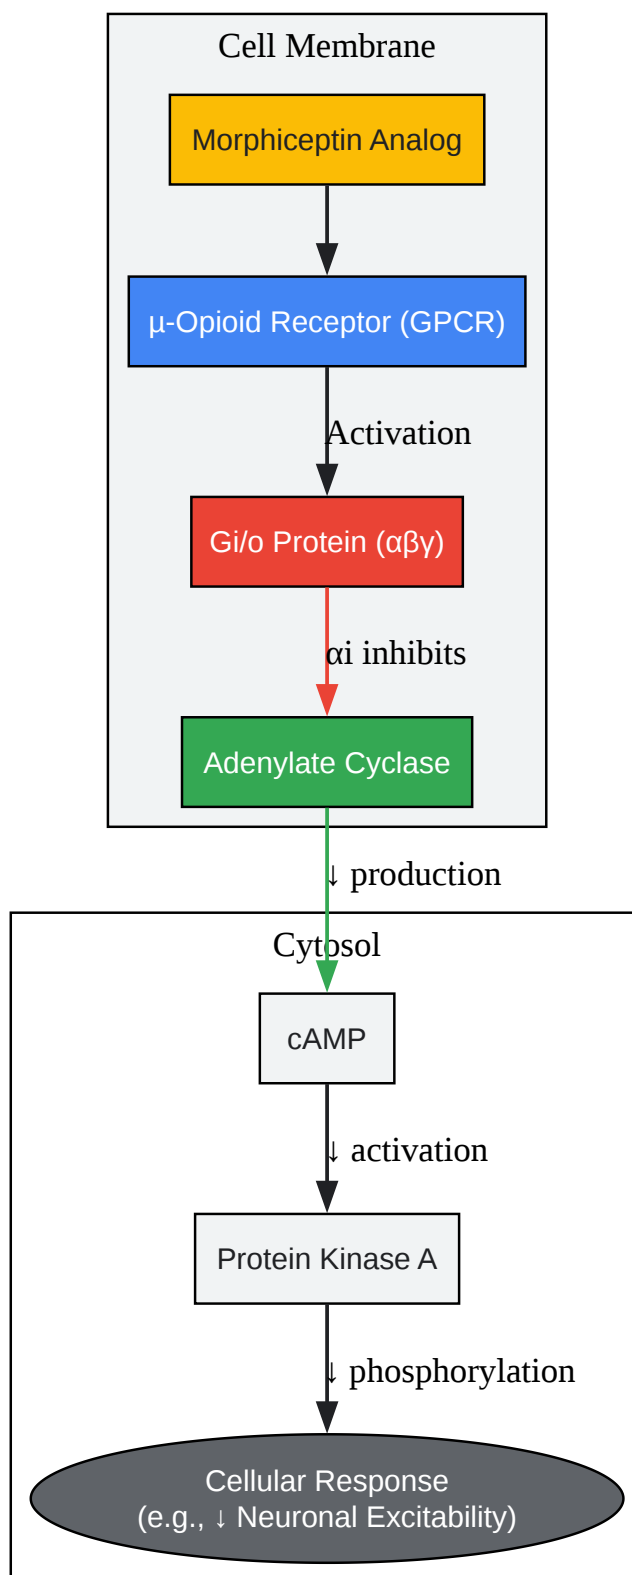 Cell Membrane
Morphiceptin Analog
µ-Opioid Receptor (GPCR)
Activation
Gi/o Protein (αβγ)
αi inhibits
Adenylate Cyclase
↓ production
Cytosol
cAMP
↓ activation
Protein Kinase A
↓ phosphorylation
Cellular Response
(e.g., ↓ Neuronal Excitability)